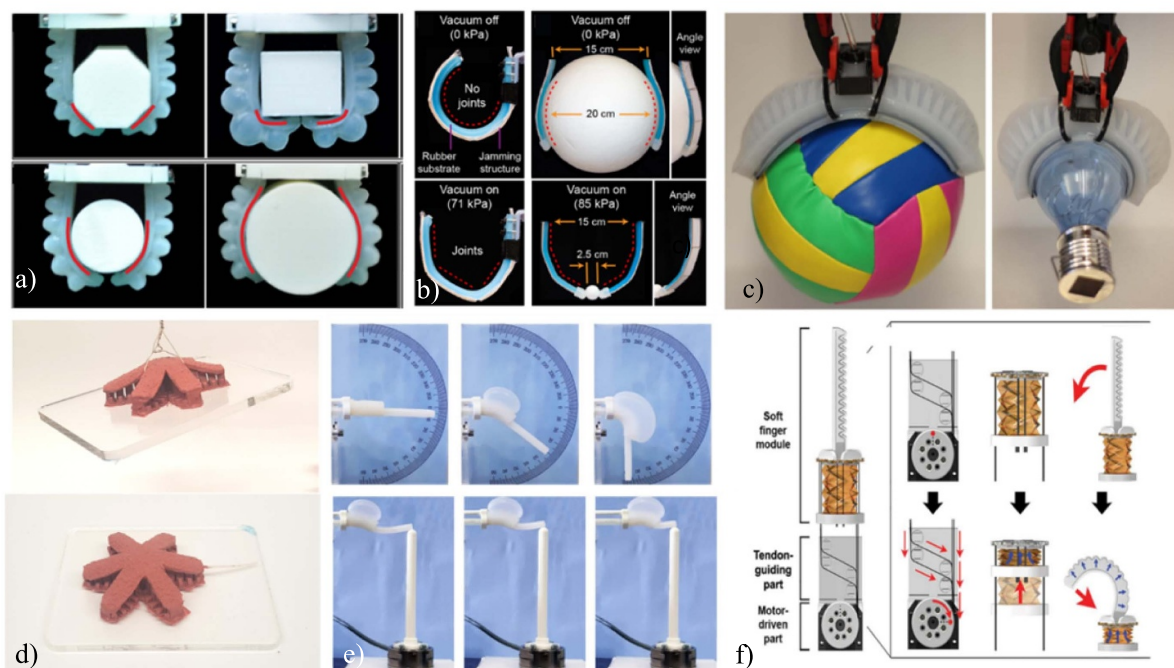 a)
Vacuum off
(0 kPa)
No
joints
Rubber
substrate
Jamming
structure
Vacuum off
(0 kPa)
15 cm
20 cm
Angle
view
Vacuum on
(71 kPa)
Joints
Vacuum on
(85 kPa)
15 cm
2.5 cm
Angle
view
b)
c)
d)
e)
Soft
finger
module
Tendon-
guiding
part
Motor-
driven
part
f)